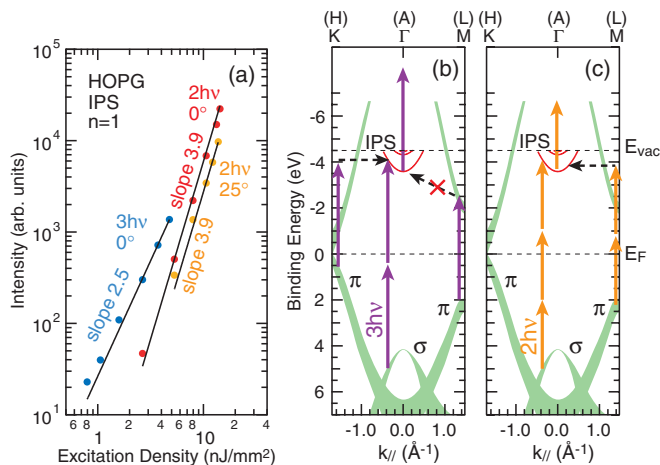 (a)
HOPG
IPS
n=1
2hν
0°
slope 3.9
2hν
25°
slope 3.9
3hν
0°
slope 2.5
10^5
10^4
10^3
10^2
10^1
Intensity (arb. units)
6 8 1 2 4 6 8 10 2 4
Excitation Density (nJ/mm²)
(H) (A) (L)
K Γ M
(b)
IPS
-6
-4
-2
0
2
4
6
Binding Energy (eV)
π π
σ
3hν
-1.0 0.0 1.0
k// (Å-1)
(H) (A) (L)
K Γ M
(c)
IPS
E_vac
E_F
π π
σ
2hν
-1.0 0.0 1.0
k// (Å-1)